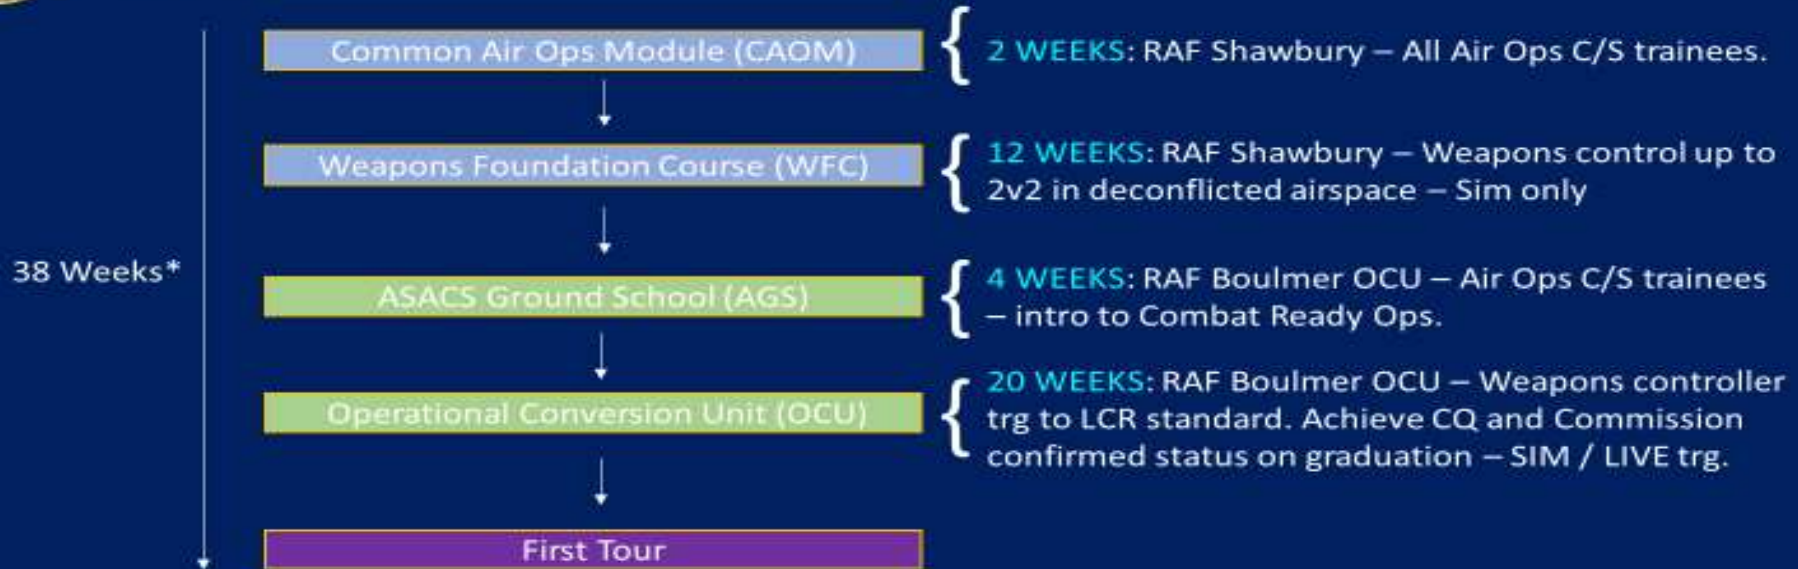 Common Air Ops Module (CAOM)
2 WEEKS: RAF Shawbury – All Air Ops C/S trainees.
Weapons Foundation Course (WFC)
12 WEEKS: RAF Shawbury – Weapons control up to
2v2 in deconflicted airspace – Sim only
38 Weeks*
ASACS Ground School (AGS)
4 WEEKS: RAF Boulmer OCU – Air Ops C/S trainees
– intro to Combat Ready Ops.
Operational Conversion Unit (OCU)
20 WEEKS: RAF Boulmer OCU – Weapons controller
trg to LCR standard. Achieve CQ and Commission
confirmed status on graduation – SIM / LIVE trg.
First Tour